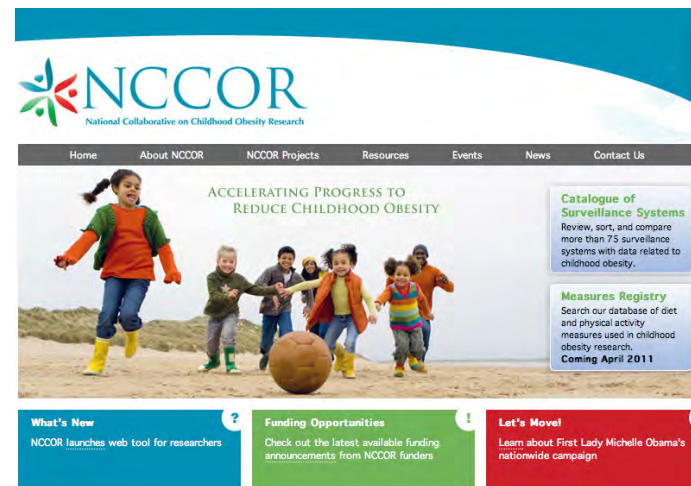 NCCOR
National Collaborative on Childhood Obesity Research
Home About NCCOR NCCOR Projects Resources Events News Contact Us
Accelerating Progress to
Reduce Childhood Obesity
Catalogue of
Surveillance Systems
Review, sort, and compare
more than 75 surveillance
systems with data related to
childhood obesity.
Measures Registry
Search our database of diet
and physical activity
measures used in childhood
obesity research.
Coming April 2011
What's New
?
NCCOR launches web tool for researchers
Funding Opportunities
!
Check out the latest available funding
announcements from NCCOR funders
Let's Move!
Learn about First Lady Michelle Obama's
nationwide campaign